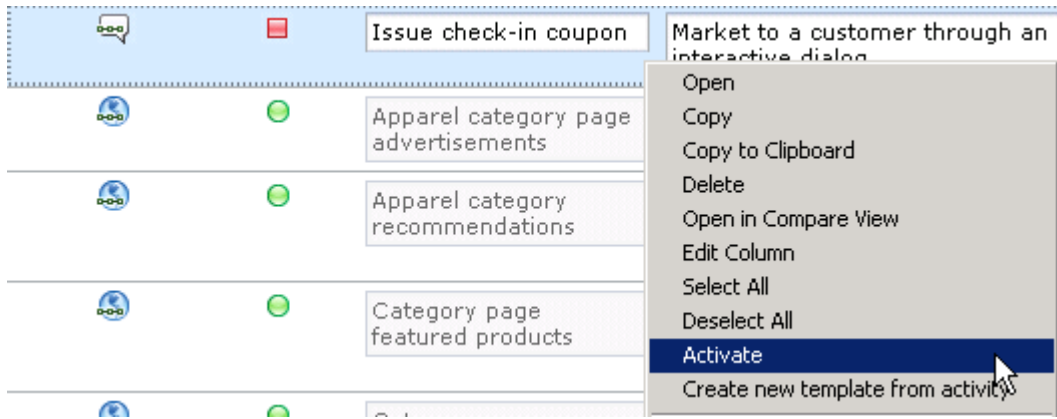 Issue check-in coupon
Market to a customer through an
interactive dialog
Open
Copy
Copy to Clipboard
Delete
Open in Compare View
Edit Column
Select All
Deselect All
Activate
Create new template from activity
Apparel category page
advertisements
Apparel category
recommendations
Category page
featured products